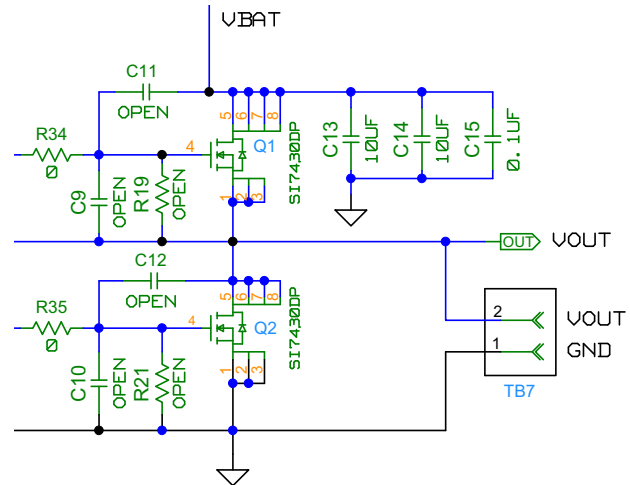 VBAT
C11
OPEN
5
6
7
8
R34
0
4
Q1
SI7430DP
C13
10UF
C14
10UF
C15
0.1UF
C9
OPEN
R19
OPEN
1
2
3
OUT
VOUT
C12
OPEN
5
6
7
8
R35
0
4
Q2
SI7430DP
2
VOUT
1
GND
TB7
C10
OPEN
R21
OPEN
1
2
3